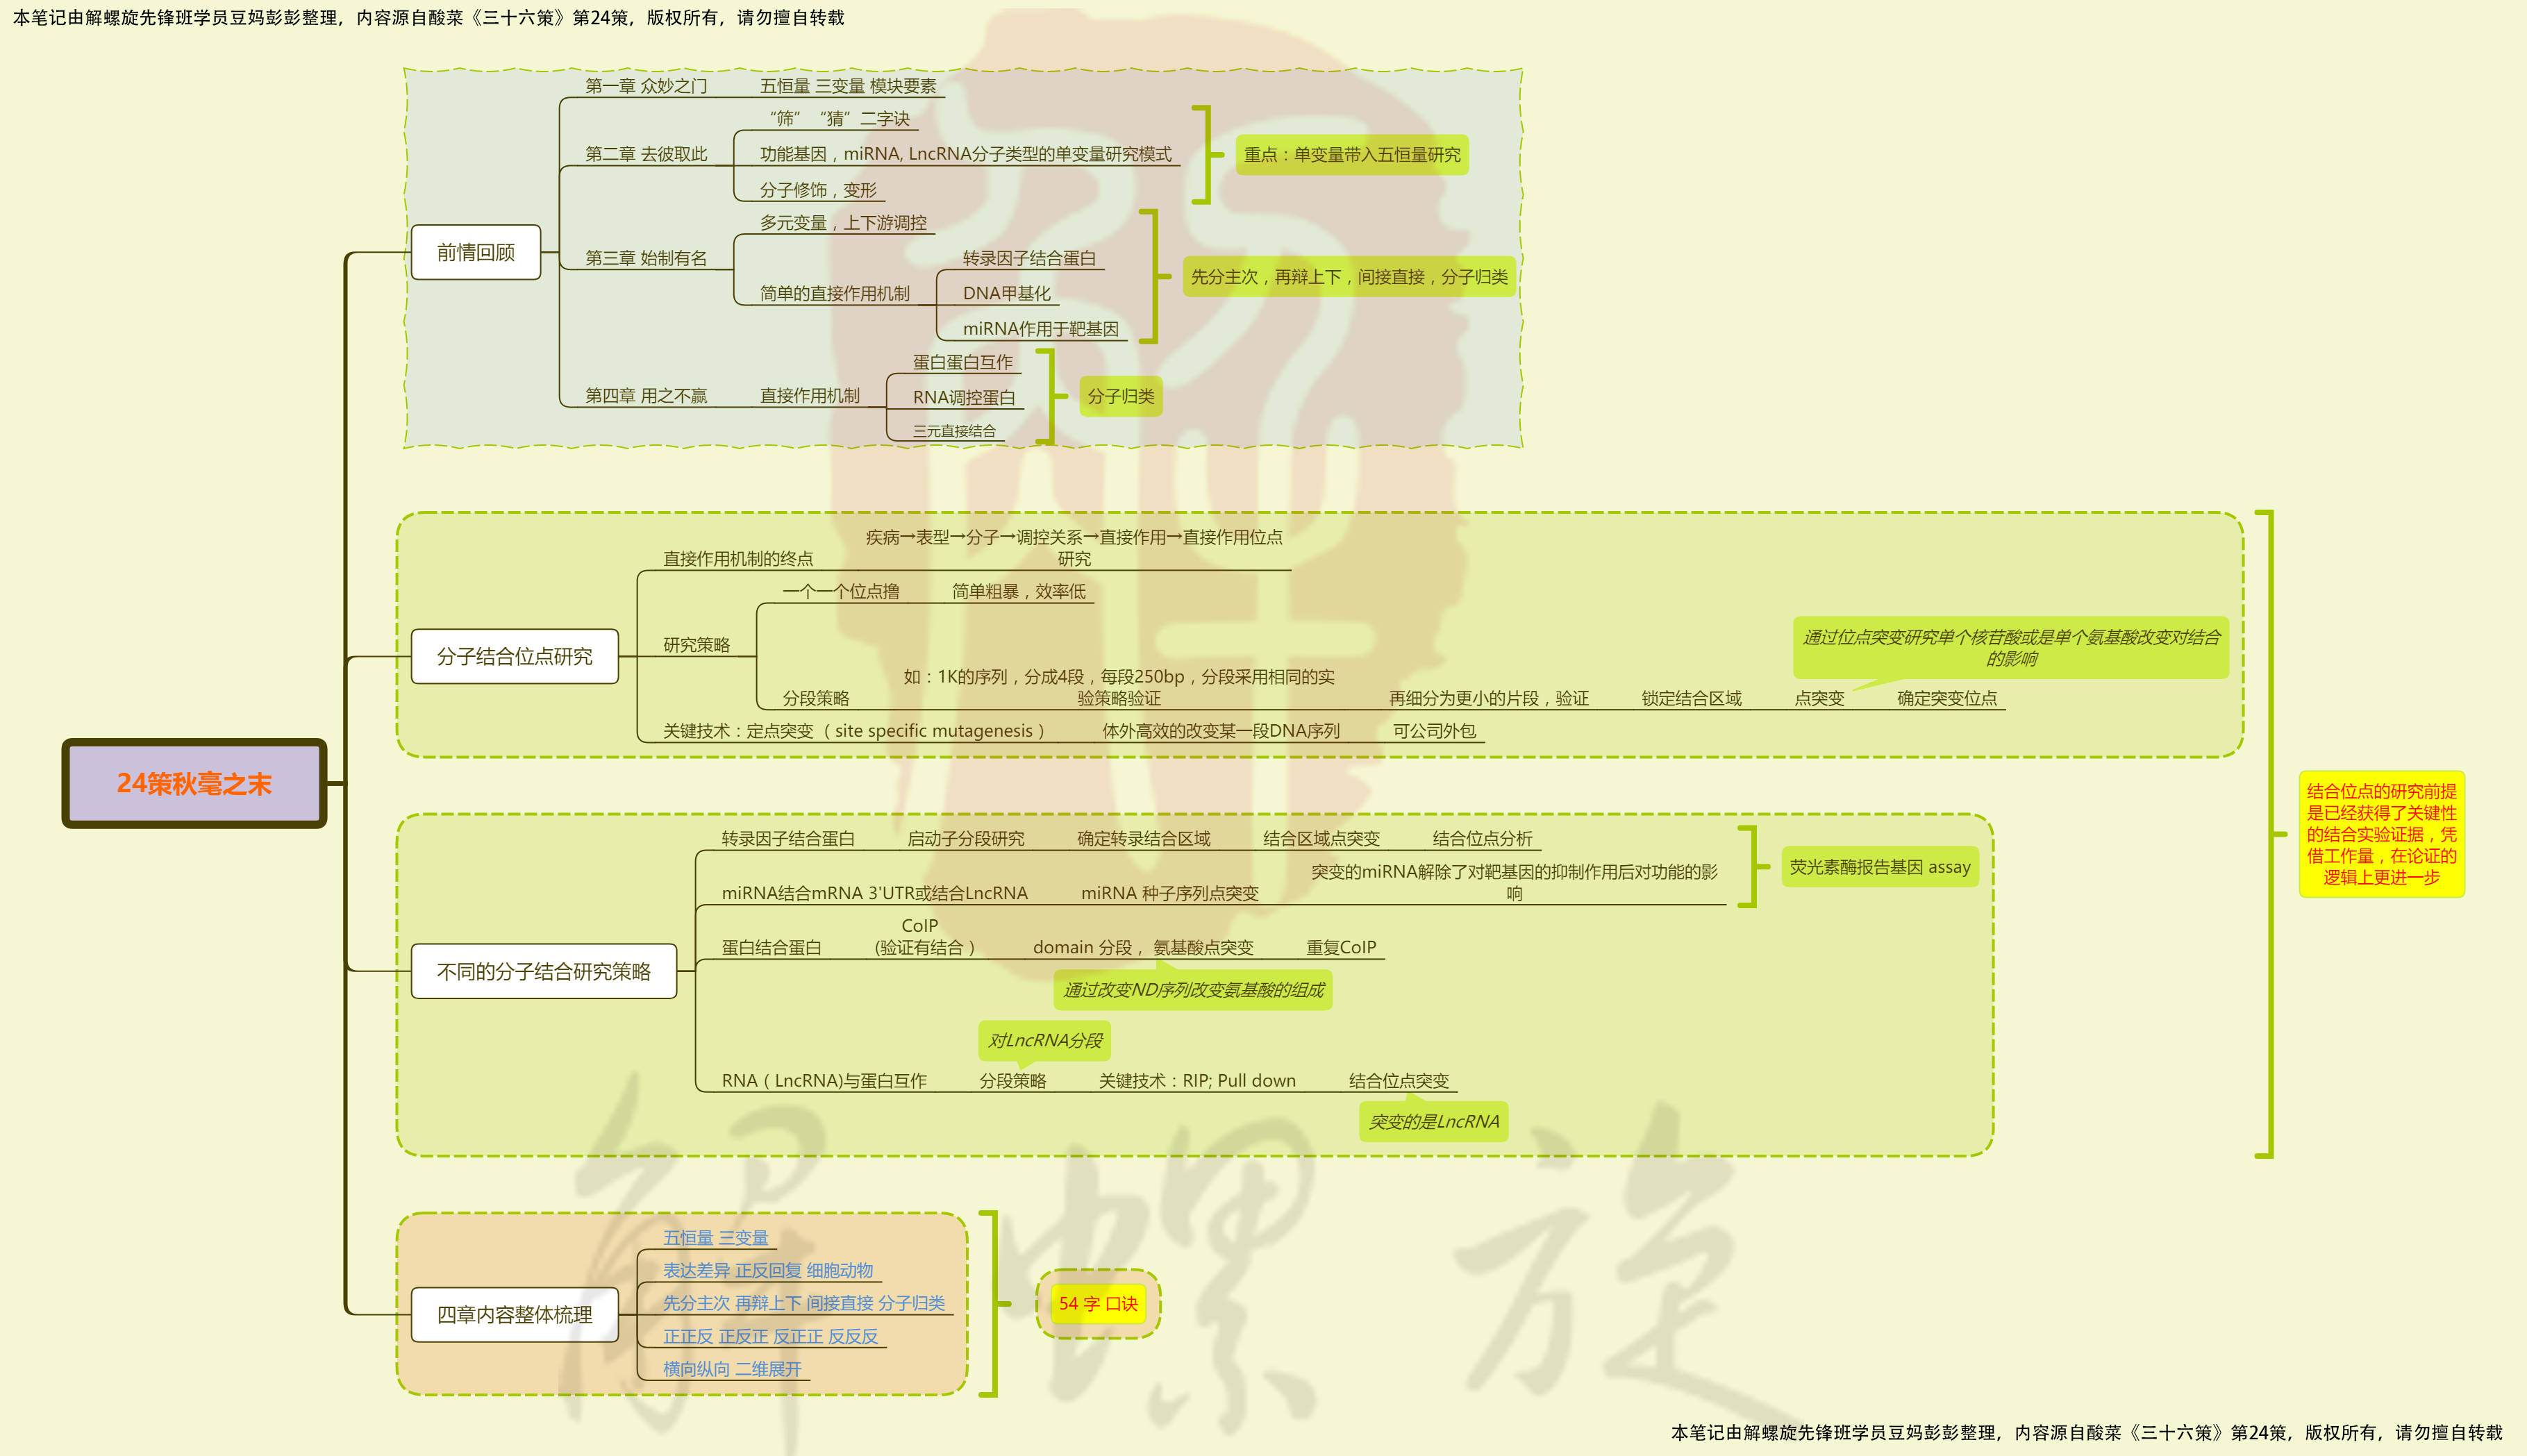 本笔记由解螺旋先锋班学员豆妈彭彭整理，内容源自酸菜《三十六策》第24策，版权所有，请勿擅自转载
24策秋毫之末
前情回顾
第一章 众妙之门
五恒量 三变量 模块要素
第二章 去彼取此
“筛” “猜”二字诀
功能基因，miRNA, LncRNA分子类型的单变量研究模式
分子修饰，变形
重点：单变量带入五恒量研究
第三章 始制有名
多元变量，上下游调控
简单的直接作用机制
转录因子结合蛋白
DNA甲基化
miRNA作用于靶基因
先分主次，再辩上下，间接直接，分子归类
第四章 用之不赢
直接作用机制
蛋白蛋白互作
RNA调控蛋白
三元直接结合
分子归类
分子结合位点研究
直接作用机制的终点
疾病→表型→分子→调控关系→直接作用→直接作用位点
研究
研究策略
一个一个位点撸
简单粗暴，效率低
分段策略
如：1K的序列，分成4段，每段250bp，分段采用相同的实
验策略验证
再细分为更小的片段，验证
锁定结合区域
点突变
通过位点突变研究单个核苷酸或是单个氨基酸改变对结合
的影响
确定突变位点
关键技术：定点突变（ site specific mutagenesis ）
体外高效的改变某一段DNA序列
可公司外包
不同的分子结合研究策略
转录因子结合蛋白
启动子分段研究
确定转录结合区域
结合区域点突变
结合位点分析
miRNA结合mRNA 3'UTR或结合LncRNA
miRNA 种子序列点突变
突变的miRNA解除了对靶基因的抑制作用后对功能的影
响
荧光素酶报告基因 assay
蛋白结合蛋白
CoIP
(验证有结合 )
domain 分段， 氨基酸点突变
重复CoIP
通过改变ND序列改变氨基酸的组成
RNA（ LncRNA)与蛋白互作
对LncRNA分段
分段策略
关键技术：RIP; Pull down
结合位点突变
突变的是LncRNA
结合位点的研究前提
是已经获得了关键性
的结合实验证据，凭
借工作量，在论证的
逻辑上更进一步
四章内容整体梳理
五恒量 三变量
表达差异 正反回复 细胞动物
先分主次 再辩上下 间接直接 分子归类
正正反 正反正 反正正 反反反
横向纵向 二维展开
54 字 口诀
解螺旋
本笔记由解螺旋先锋班学员豆妈彭彭整理，内容源自酸菜《三十六策》第24策，版权所有，请勿擅自转载